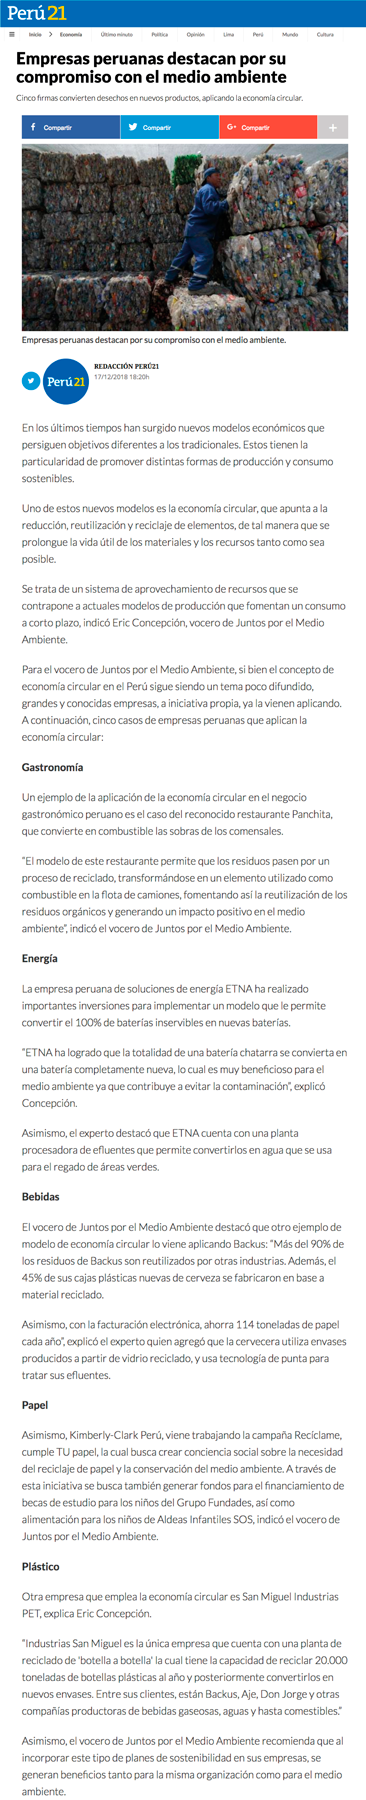 Perú21
Inicio > Economía Último minuto Política Opinión Lima Perú Mundo Cultura
Empresas peruanas destacan por su
compromiso con el medio ambiente
Cinco firmas convierten desechos en nuevos productos, aplicando la economía circular.
Compartir Compartir Compartir +
Empresas peruanas destacan por su compromiso con el medio ambiente.
Perú21
REDACCIÓN PERÚ21
17/12/2018 18:20h
En los últimos tiempos han surgido nuevos modelos económicos que
persiguen objetivos diferentes a los tradicionales. Estos tienen la
particularidad de promover distintas formas de producción y consumo
sostenibles.
Uno de estos nuevos modelos es la economía circular, que apunta a la
reducción, reutilización y reciclaje de elementos, de tal manera que se
prolongue la vida útil de los materiales y los recursos tanto como sea
posible.
Se trata de un sistema de aprovechamiento de recursos que se
contrapone a actuales modelos de producción que fomentan un consumo
a corto plazo, indicó Eric Concepción, vocero de Juntos por el Medio
Ambiente.
Para el vocero de Juntos por el Medio Ambiente, si bien el concepto de
economía circular en el Perú sigue siendo un tema poco difundido,
grandes y conocidas empresas, a iniciativa propia, ya la vienen aplicando.
A continuación, cinco casos de empresas peruanas que aplican la
economía circular:
Gastronomía
Un ejemplo de la aplicación de la economía circular en el negocio
gastronómico peruano es el caso del reconocido restaurante Panchita,
que convierte en combustible las sobras de los comensales.
“El modelo de este restaurante permite que los residuos pasen por un
proceso de reciclado, transformándose en un elemento utilizado como
combustible en la flota de camiones, fomentando así la reutilización de los
residuos orgánicos y generando un impacto positivo en el medio
ambiente”, indicó el vocero de Juntos por el Medio Ambiente.
Energía
La empresa peruana de soluciones de energía ETNA ha realizado
importantes inversiones para implementar un modelo que le permite
convertir el 100% de baterías inservibles en nuevas baterías.
“ETNA ha logrado que la totalidad de una batería chatarra se convierta en
una batería completamente nueva, lo cual es muy beneficioso para el
medio ambiente ya que contribuye a evitar la contaminación”, explicó
Concepción.
Asimismo, el experto destacó que ETNA cuenta con una planta
procesadora de efluentes que permite convertirlos en agua que se usa
para el regado de áreas verdes.
Bebidas
El vocero de Juntos por el Medio Ambiente destacó que otro ejemplo de
modelo de economía circular lo viene aplicando Backus: “Más del 90% de
los residuos de Backus son reutilizados por otras industrias. Además, el
45% de sus cajas plásticas nuevas de cerveza se fabricaron en base a
material reciclado.
Asimismo, con la facturación electrónica, ahorra 114 toneladas de papel
cada año”, explicó el experto quien agregó que la cervecera utiliza envases
producidos a partir de vidrio reciclado, y usa tecnología de punta para
tratar sus efluentes.
Papel
Asimismo, Kimberly-Clark Perú, viene trabajando la campaña Recíclame,
cumple TU papel, la cual busca crear conciencia social sobre la necesidad
del reciclaje de papel y la conservación del medio ambiente. A través de
esta iniciativa se busca también generar fondos para el financiamiento de
becas de estudio para los niños del Grupo Fundades, así como
alimentación para los niños de Aldeas Infantiles SOS, indicó el vocero de
Juntos por el Medio Ambiente.
Plástico
Otra empresa que emplea la economía circular es San Miguel Industrias
PET, explica Eric Concepción.
“Industrias San Miguel es la única empresa que cuenta con una planta de
reciclado de 'botella a botella' la cual tiene la capacidad de reciclar 20.000
toneladas de botellas plásticas al año y posteriormente convertirlos en
nuevos envases. Entre sus clientes, están Backus, Aje, Don Jorge y otras
compañías productoras de bebidas gaseosas, aguas y hasta comestibles.”
Asimismo, el vocero de Juntos por el Medio Ambiente recomienda que al
incorporar este tipo de planes de sostenibilidad en sus empresas, se
generan beneficios tanto para la misma organización como para el medio
ambiente.